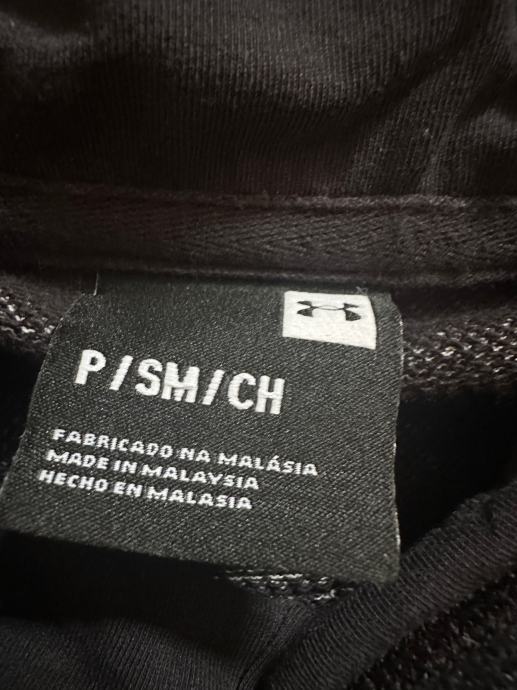 P/SM/CH
FABRICADO NA MALÁSIA
MADE IN MALAYSIA
HECHO EN MALASIA